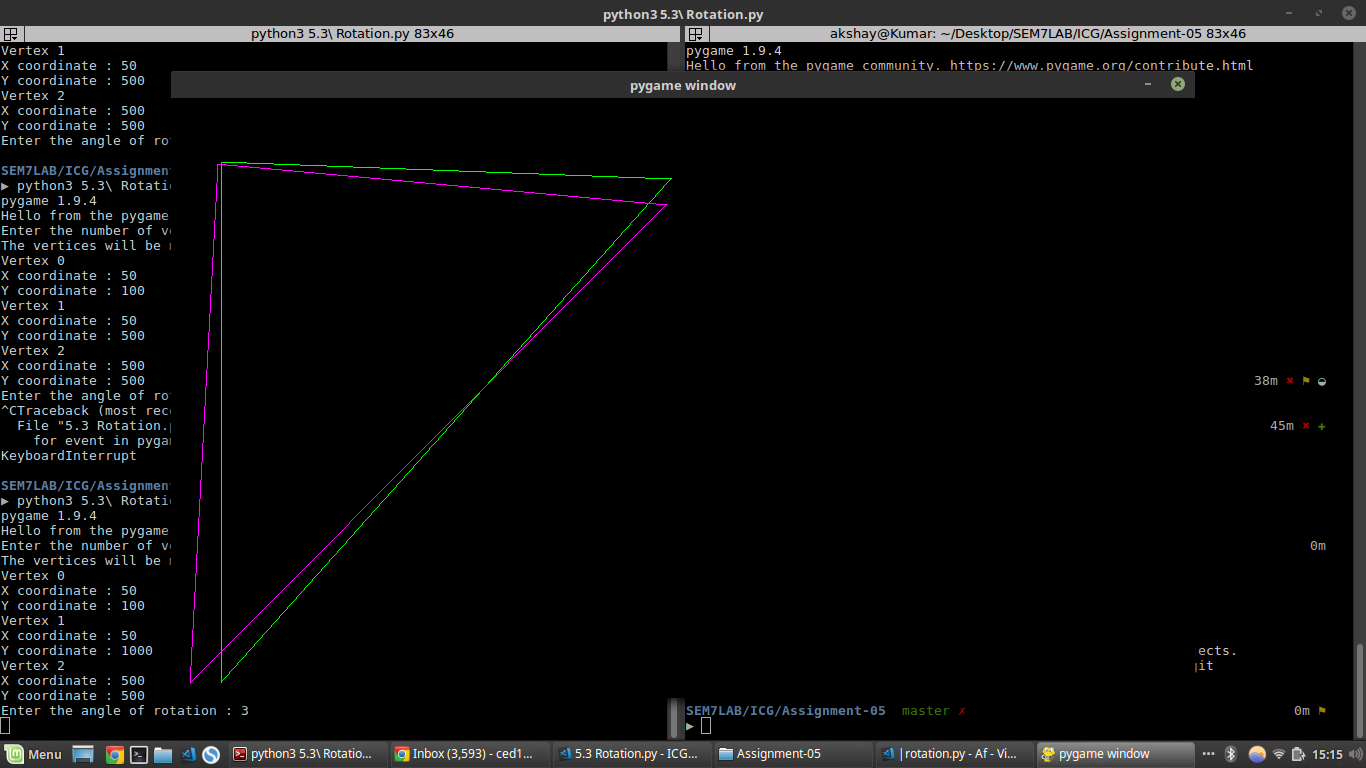 python3 5.3\ Rotation.py
python3 5.3\ Rotation.py 83x46
akshay@Kumar: ~/Desktop/SEM7LAB/ICG/Assignment-05 83x46
Vertex 1
X coordinate : 50
Y coordinate : 500
Vertex 2
X coordinate : 500
Y coordinate : 500
Enter the angle of
SEM7LAB/ICG/Assignment
▶ python3 5.3\ Rotati
pygame 1.9.4
Hello from the pygame
Enter the number of
The vertices will be
Vertex 0
X coordinate : 50
Y coordinate : 100
Vertex 1
X coordinate : 50
Y coordinate : 500
Vertex 2
X coordinate : 500
Y coordinate : 500
Enter the angle of
^CTraceback (most rec
File "5.3 Rotation.
for event in pyga
KeyboardInterrupt
SEM7LAB/ICG/Assignment
▶ python3 5.3\ Rotati
pygame 1.9.4
Hello from the pygame
Enter the number of
The vertices will be
Vertex 0
X coordinate : 50
Y coordinate : 100
Vertex 1
X coordinate : 50
Y coordinate : 1000
Vertex 2
X coordinate : 500
Y coordinate : 500
Enter the angle of rotation : 3
pygame 1.9.4
Hello from the pygame community. https://www.pygame.org/contribute.html
pygame window
38m ✖ ⚑ ◒
45m ✖ ✚
0m
ects.
git
SEM7LAB/ICG/Assignment-05 master ✗
0m ⚑
▶
Menu
python3 5.3\ Rotatio...
Inbox (3,593) - ced1...
5.3 Rotation.py - ICG...
Assignment-05
|rotation.py - Af - Vi...
pygame window
15:15